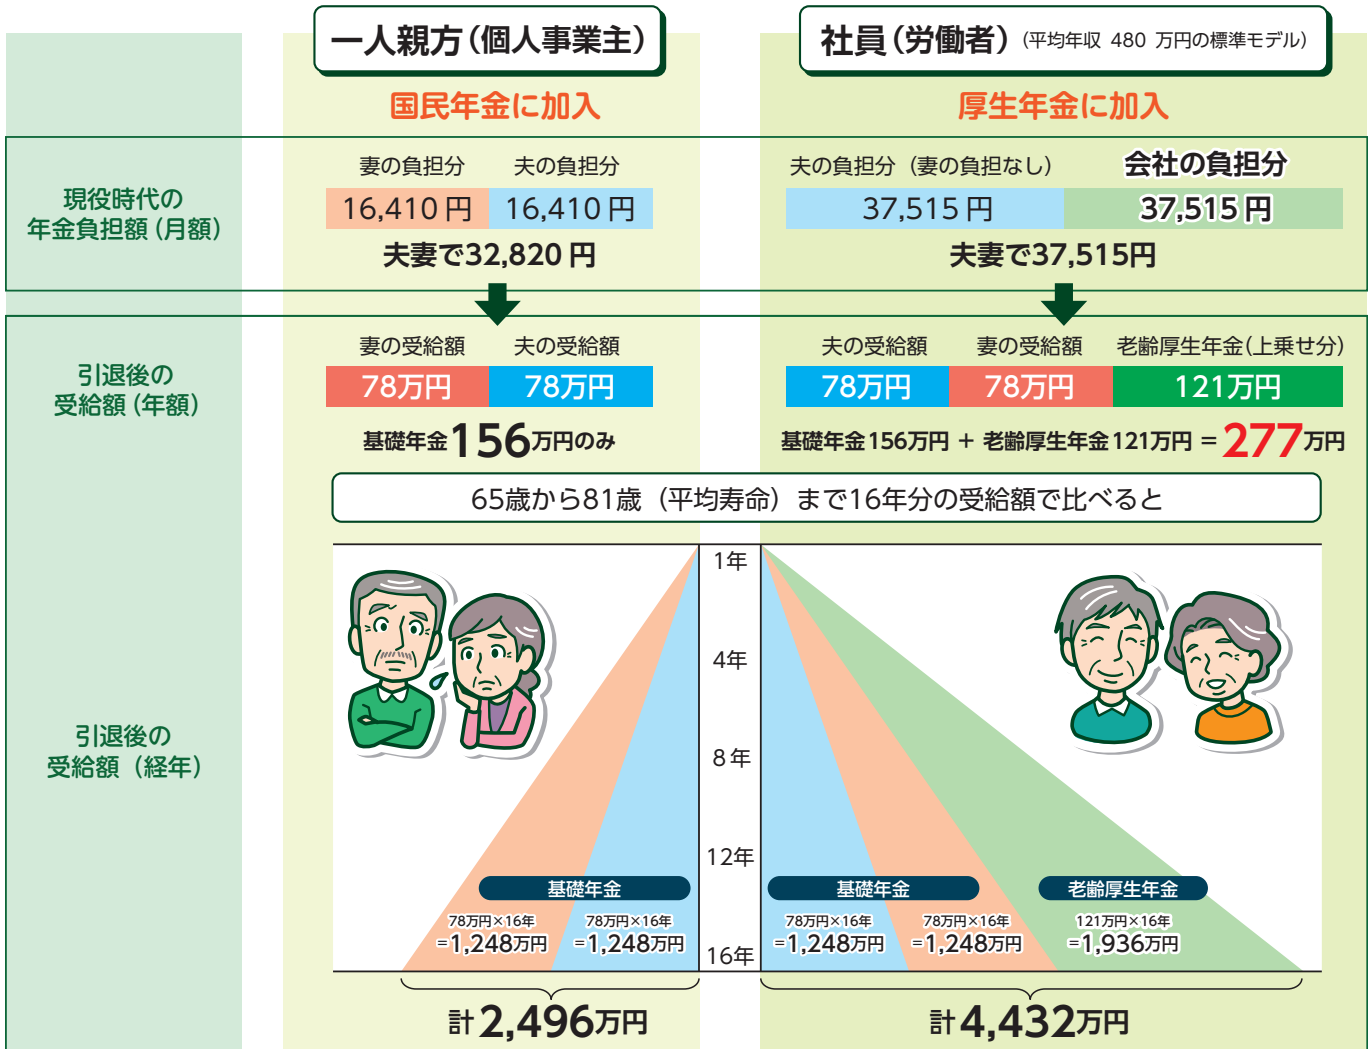 一人親方(個人事業主)
社員(労働者)(平均年収 480 万円の標準モデル)
国民年金に加入
厚生年金に加入
現役時代の
年金負担額(月額)
妻の負担分 夫の負担分
16,410 円 16,410 円
夫妻で32,820 円
夫の負担分(妻の負担なし) 会社の負担分
37,515 円 37,515 円
夫妻で37,515円
引退後の
受給額(年額)
妻の受給額 夫の受給額
78万円 78万円
基礎年金156万円のみ
夫の受給額 妻の受給額 老齢厚生年金(上乗せ分)
78万円 78万円 121万円
基礎年金156万円 + 老齢厚生年金121万円 = 277万円
65歳から81歳(平均寿命)まで16年分の受給額で比べると
引退後の
受給額(経年)
1年
4年
8年
12年
16年
基礎年金
78万円×16年 78万円×16年
=1,248万円 =1,248万円
計2,496万円
基礎年金 老齢厚生年金
78万円×16年 78万円×16年 121万円×16年
=1,248万円 =1,248万円 =1,936万円
計4,432万円